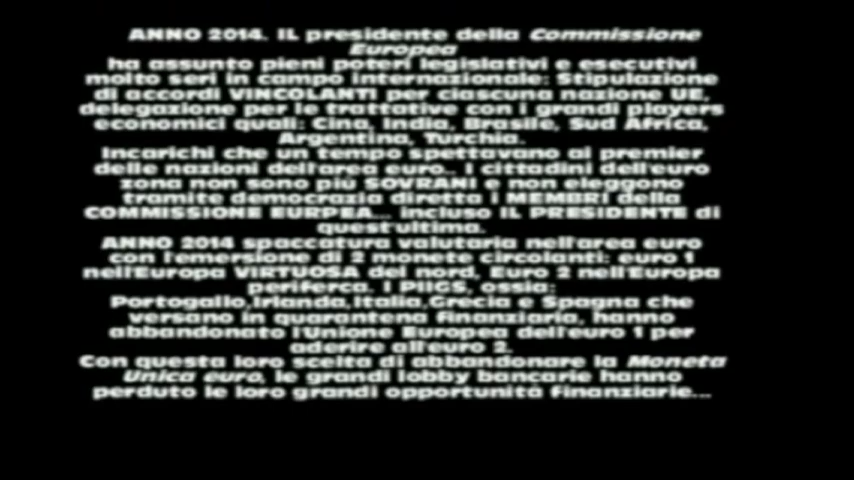 ANNO 2014. IL presidente della Commissione
Europea
ha assunto pieni poteri legislativi e esecutivi
molto seri in campo internazionale: Stipulazione
di accordi VINCOLANTI per ciascuna nazione UE,
delegazione per le trattative con i grandi players
economici quali: Cina, India, Brasile, Sud Africa,
Argentina, Turchia.
Incarichi che un tempo spettavano ai premier
delle nazioni dell'area euro.. I cittadini dell'euro
zona non sono più SOVRANI e non eleggono
tramite democrazia diretta i MEMBRI della
COMMISSIONE EURPEA... incluso IL PRESIDENTE di
quest'ultima.
ANNO 2014 spaccatura valutaria nell'area euro
con l'emersione di 2 monete circolanti: euro 1
nell'Europa VIRTUOSA del nord, Euro 2 nell'Europa
periferca. I PIIGS, ossia:
Portogallo,Irlanda,Italia,Grecia e Spagna che
versano in quarantena finanziaria, hanno
abbandonato l'Unione Europea dell'euro 1 per
aderire all'euro 2.
Con questa loro scelta di abbandonare la Moneta
Unica euro, le grandi lobby bancarie hanno
perduto le loro grandi opportunità finanziarie...